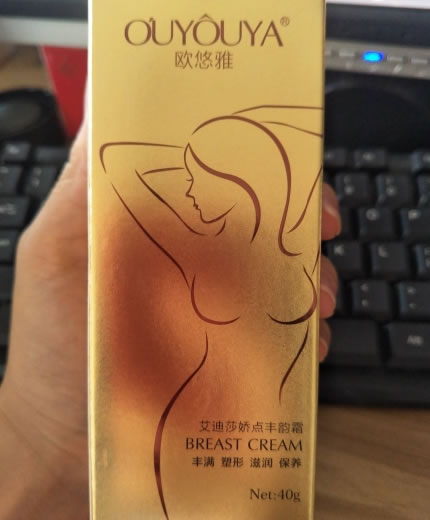 O'UYÔUYA®
欧悠雅
艾迪莎娇点丰韵霜
BREAST CREAM
丰满 塑形 滋润 保养
Net:40g